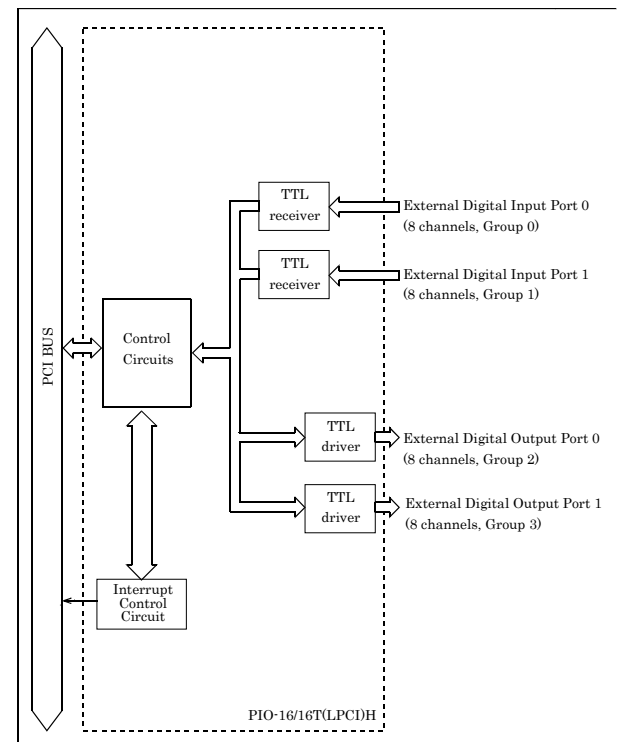 TTL
receiver
External Digital Input Port 0
(8 channels, Group 0)
TTL
receiver
External Digital Input Port 1
(8 channels, Group 1)
PCI BUS
Control
Circuits
TTL
driver
External Digital Output Port 0
(8 channels, Group 2)
TTL
driver
External Digital Output Port 1
(8 channels, Group 3)
Interrupt
Control
Circuit
PIO-16/16T(LPCI)H